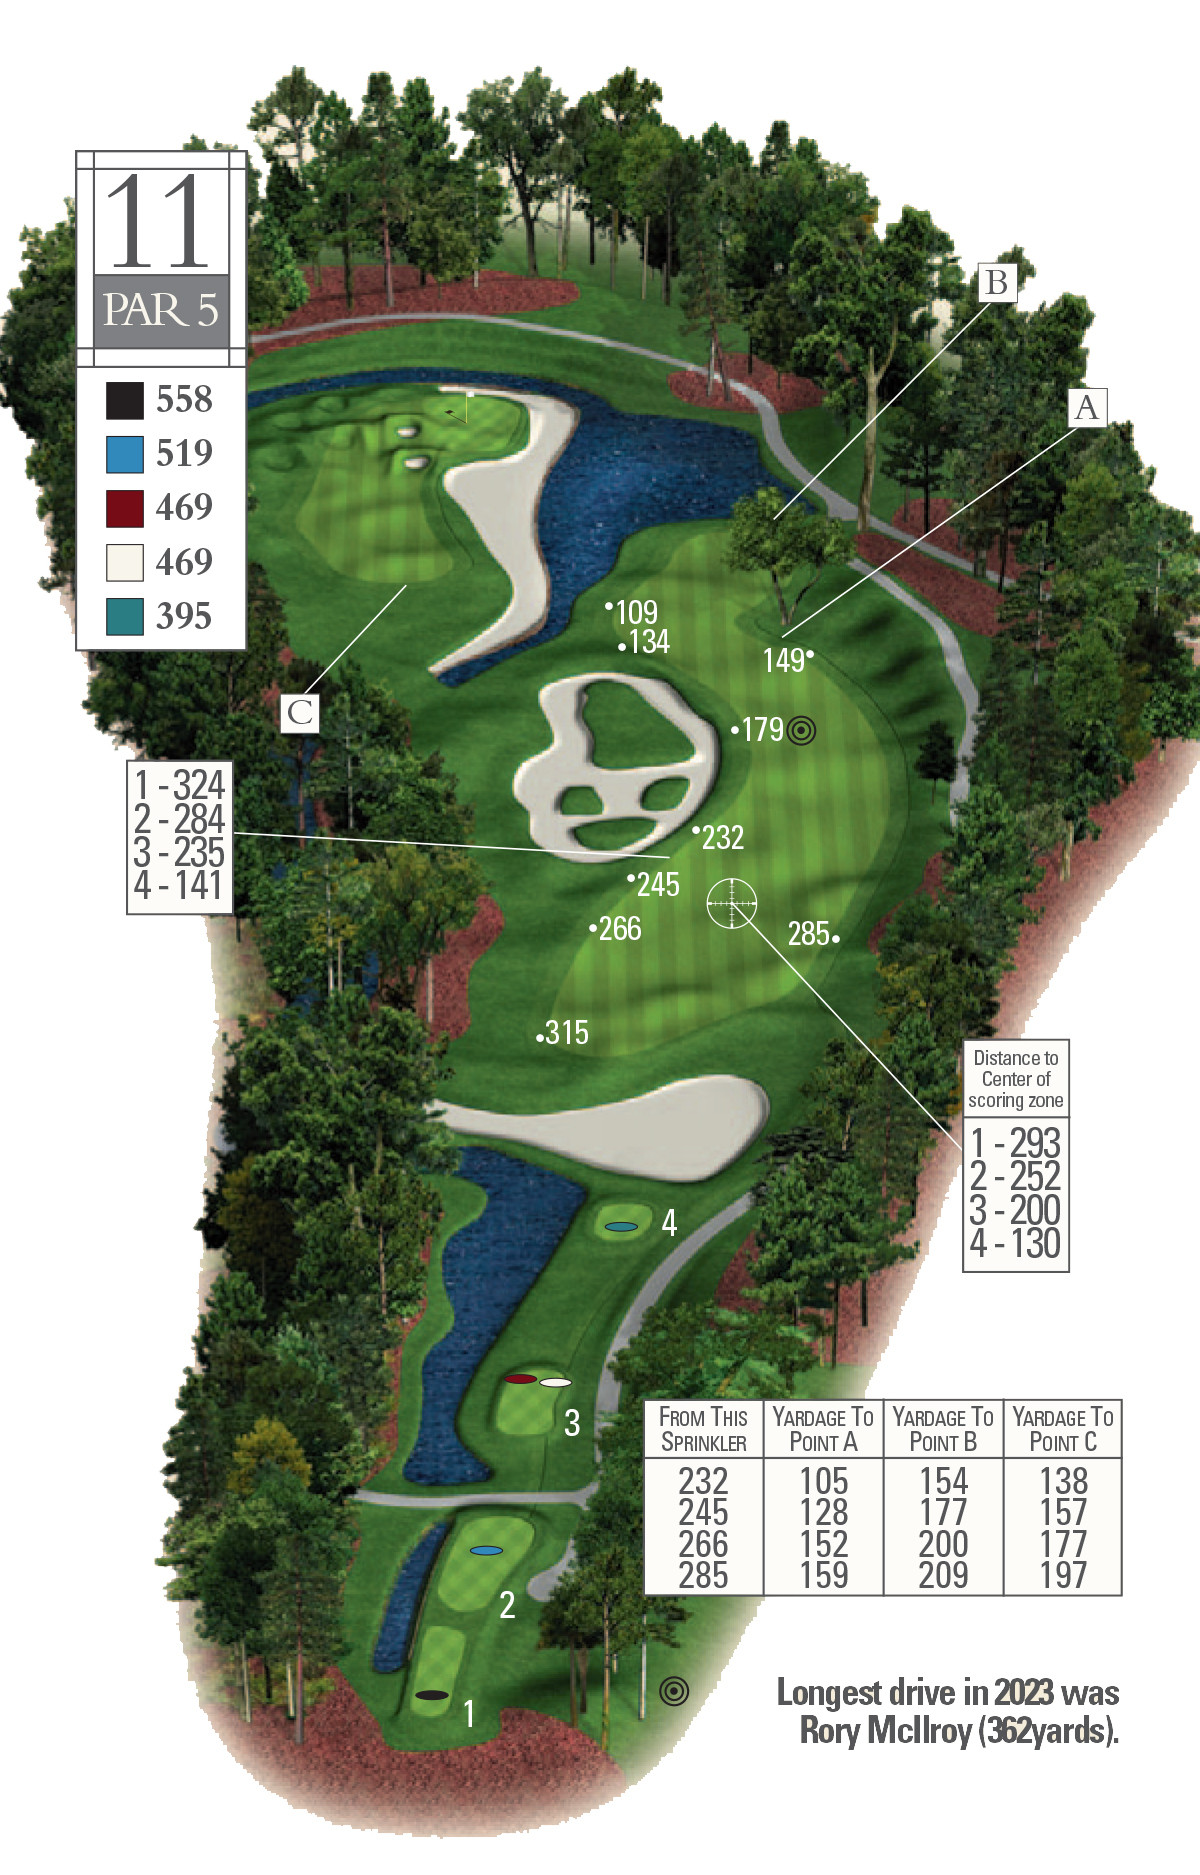 11
PAR 5
558
519
469
469
395
B
A
C
109
134
149
179
232
245
266
285
315
1 - 324
2 - 284
3 - 235
4 - 141
Distance to
Center of
scoring zone
1 - 293
2 - 252
3 - 200
4 - 130
4
3
2
1
FROM THIS SPRINKLER YARDAGE TO POINT A YARDAGE TO POINT B YARDAGE TO POINT C
232 105 154 138
245 128 177 157
266 152 200 177
285 159 209 197
Longest drive in 2023 was
Rory McIlroy (362yards).